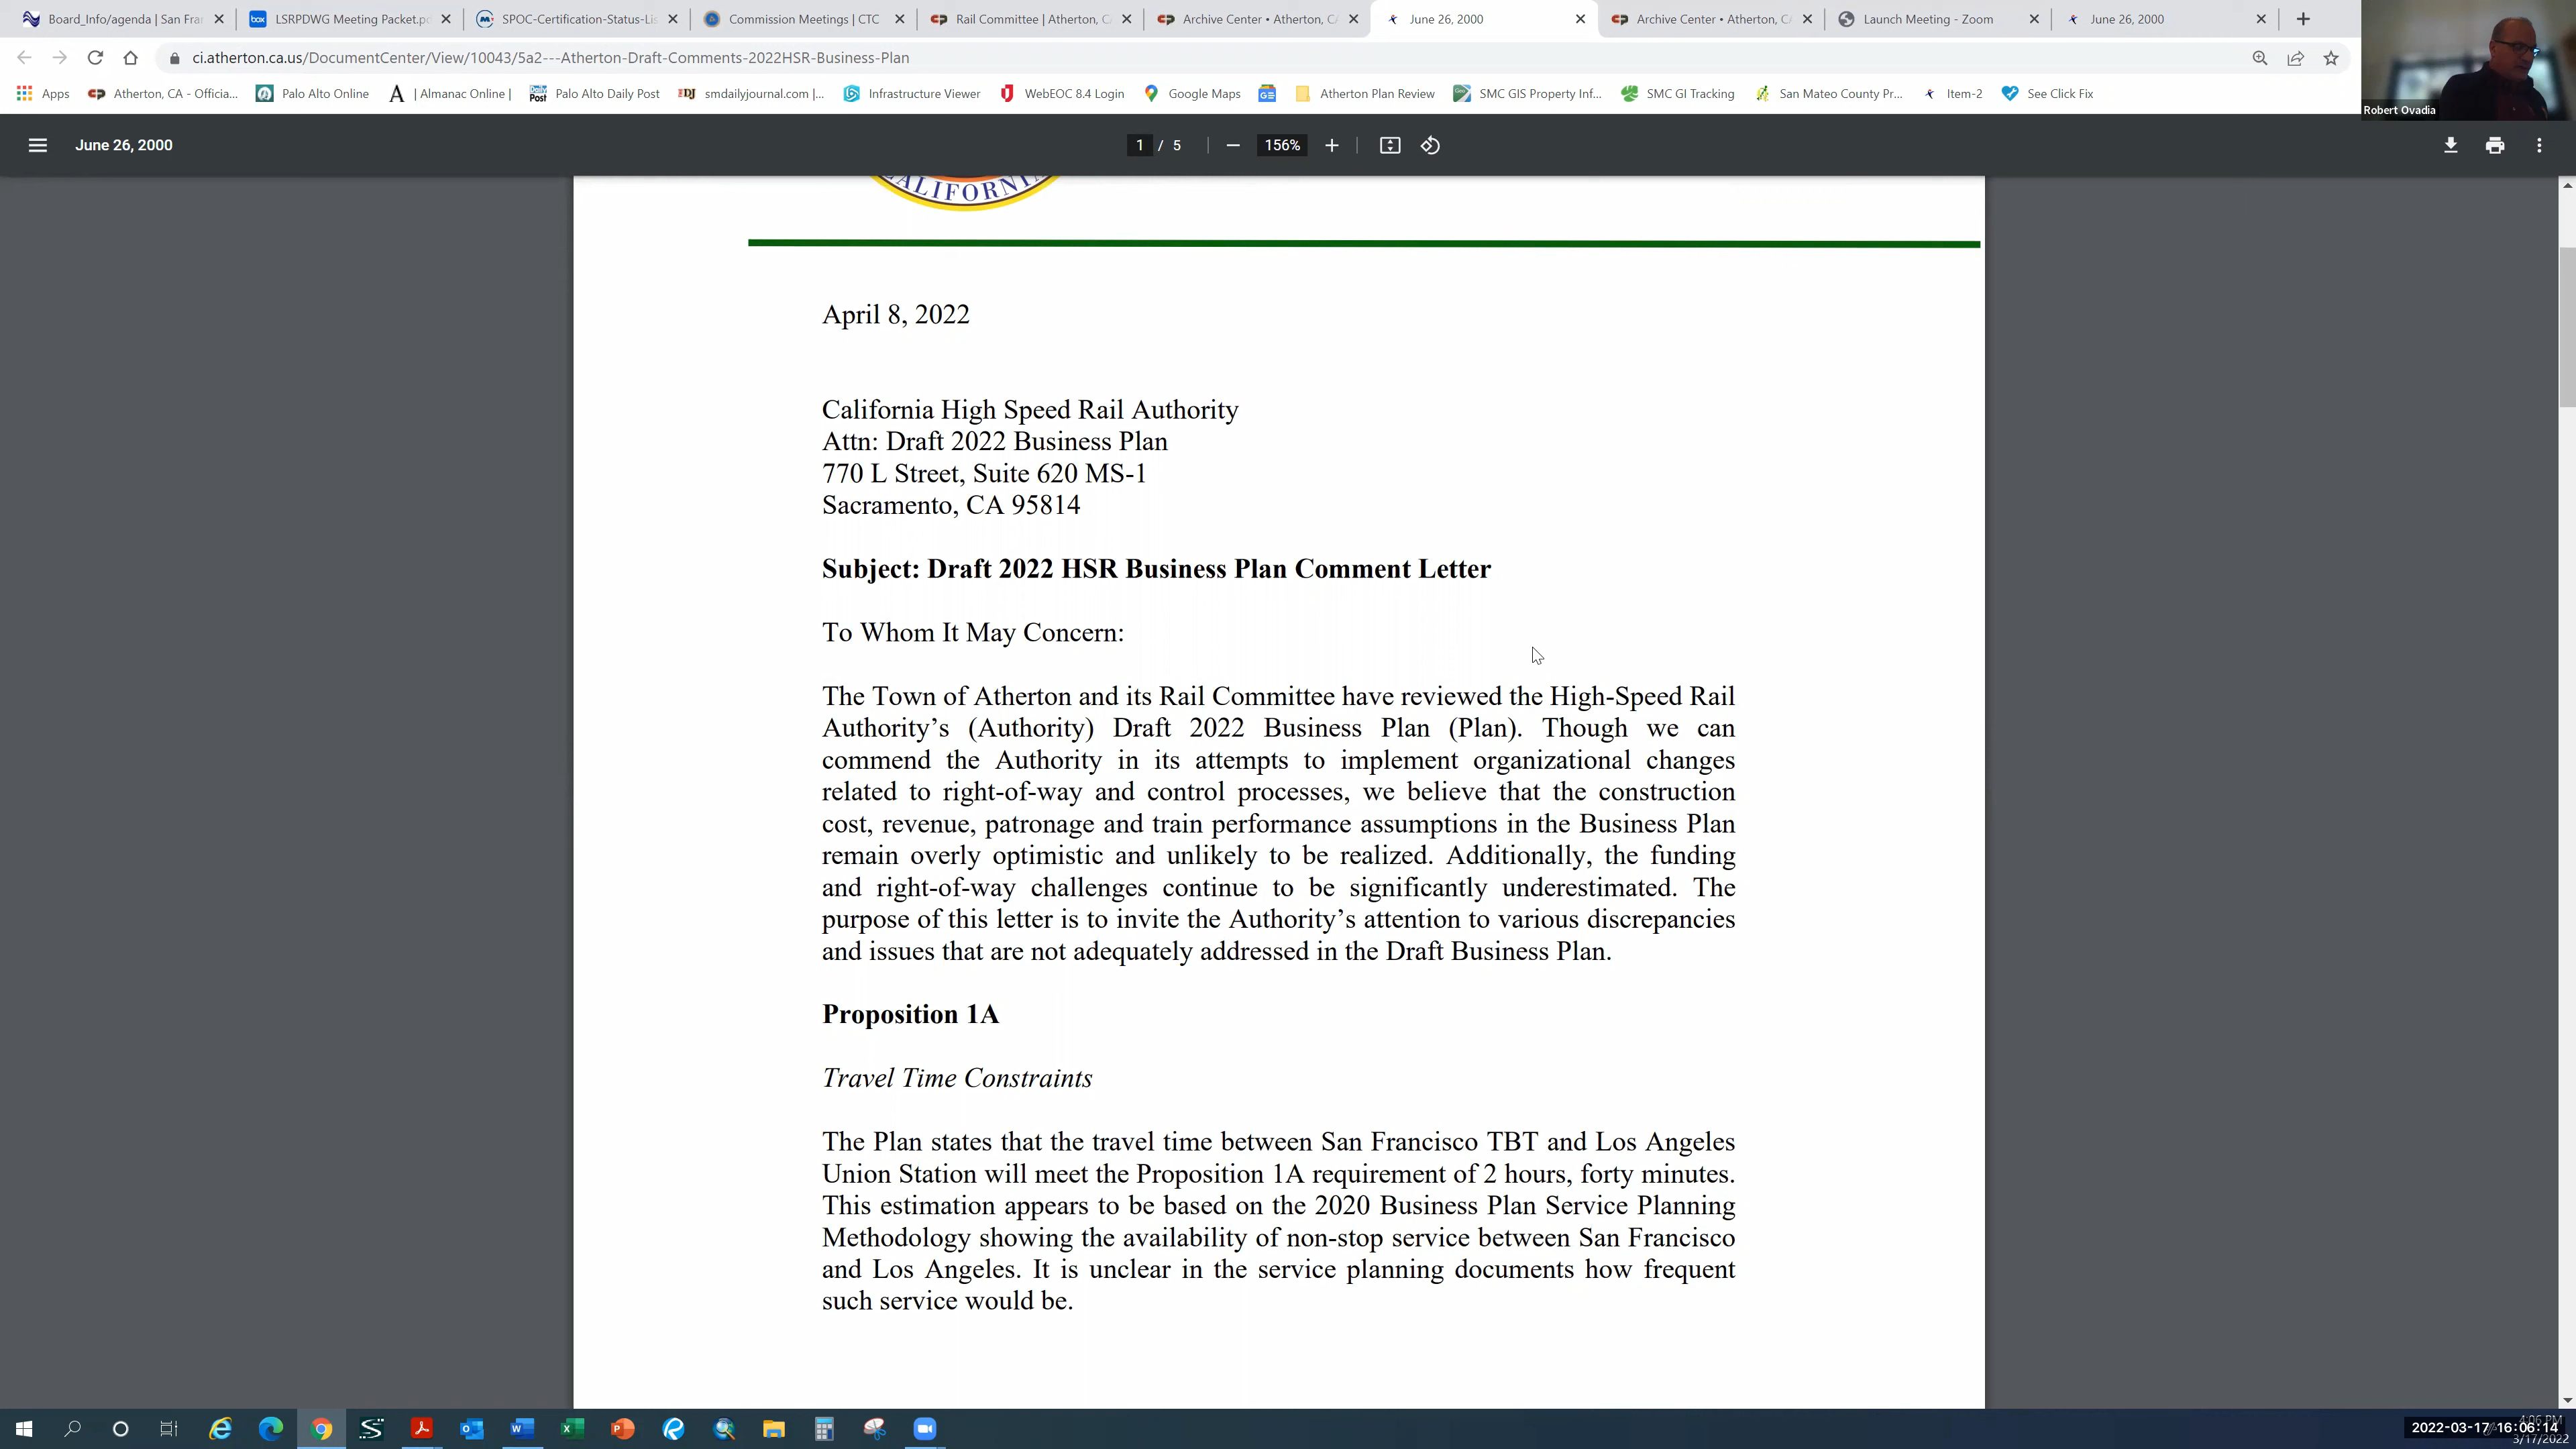 Board_Info/agenda | San Fra
LSRPDWG Meeting Packet.pd
SPOC-Certification-Status-Lis
Commission Meetings | CTC
Rail Committee | Atherton, C
Archive Center • Atherton, CA
June 26, 2000
Archive Center • Atherton, CA
Launch Meeting - Zoom
June 26, 2000
ci.atherton.ca.us/DocumentCenter/View/10043/5a2---Atherton-Draft-Comments-2022HSR-Business-Plan
Apps
Atherton, CA - Officia...
Palo Alto Online
| Almanac Online |
Palo Alto Daily Post
smdailyjournal.com |...
Infrastructure Viewer
WebEOC 8.4 Login
Google Maps
Atherton Plan Review
SMC GIS Property Inf...
SMC GI Tracking
San Mateo County Pr...
Item-2
See Click Fix
Robert Ovadia
June 26, 2000
1 / 5
156%
CALIFORNIA
April 8, 2022
California High Speed Rail Authority
Attn: Draft 2022 Business Plan
770 L Street, Suite 620 MS-1
Sacramento, CA 95814
Subject: Draft 2022 HSR Business Plan Comment Letter
To Whom It May Concern:
The Town of Atherton and its Rail Committee have reviewed the High-Speed Rail
Authority’s (Authority) Draft 2022 Business Plan (Plan). Though we can
commend the Authority in its attempts to implement organizational changes
related to right-of-way and control processes, we believe that the construction
cost, revenue, patronage and train performance assumptions in the Business Plan
remain overly optimistic and unlikely to be realized. Additionally, the funding
and right-of-way challenges continue to be significantly underestimated. The
purpose of this letter is to invite the Authority’s attention to various discrepancies
and issues that are not adequately addressed in the Draft Business Plan.
Proposition 1A
Travel Time Constraints
The Plan states that the travel time between San Francisco TBT and Los Angeles
Union Station will meet the Proposition 1A requirement of 2 hours, forty minutes.
This estimation appears to be based on the 2020 Business Plan Service Planning
Methodology showing the availability of non-stop service between San Francisco
and Los Angeles. It is unclear in the service planning documents how frequent
such service would be.
4:06 PM
2022-03-17 16:06:14
3/17/2022